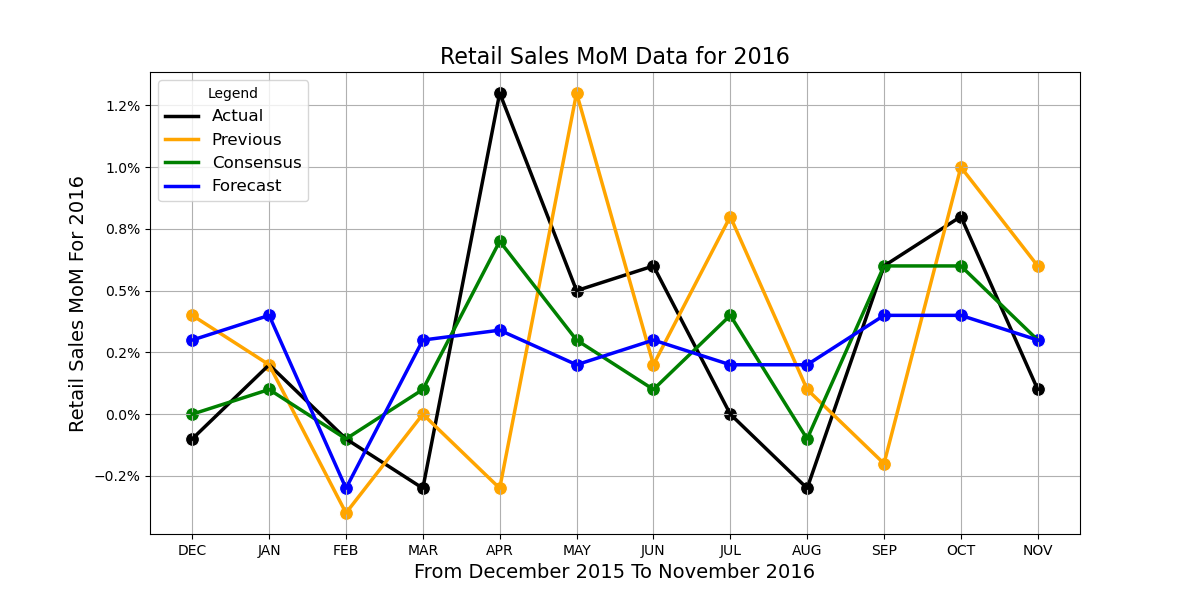 Retail Sales MoM Data for 2016
Legend
Actual
Previous
Consensus
Forecast
Retail Sales MoM For 2016
1.2%
1.0%
0.8%
0.5%
0.2%
0.0%
−0.2%
DEC JAN FEB MAR APR MAY JUN JUL AUG SEP OCT NOV
From December 2015 To November 2016